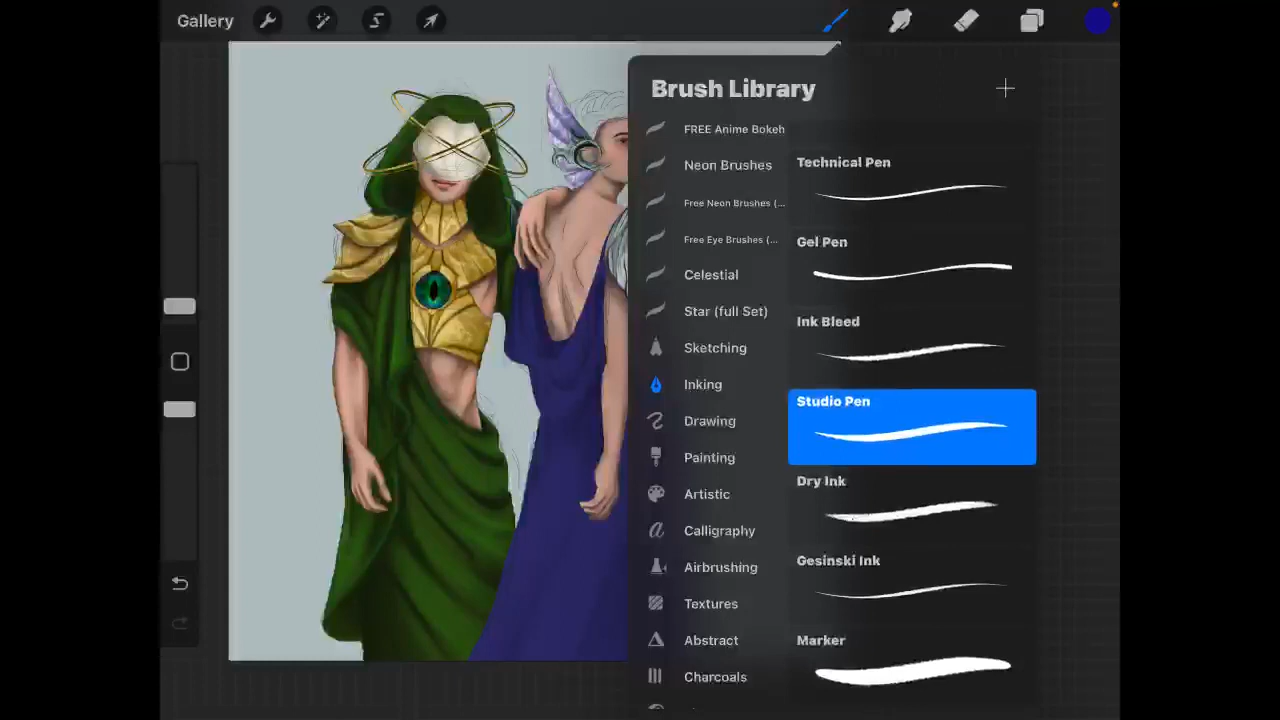 Gallery
Brush Library
FREE Anime Bokeh
Neon Brushes
Free Neon Brushes (...
Free Eye Brushes (...
Celestial
Star (full Set)
Sketching
Inking
Drawing
Painting
Artistic
Calligraphy
Airbrushing
Textures
Abstract
Charcoals
Technical Pen
Gel Pen
Ink Bleed
Studio Pen
Dry Ink
Gesinski Ink
Marker